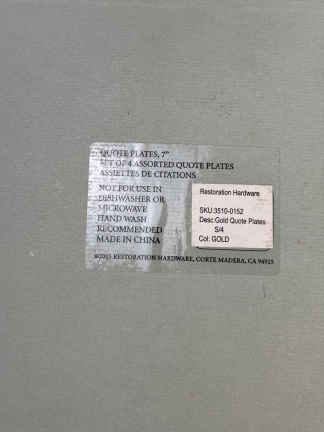 QUOTE PLATES, 7"
SET OF 4 ASSORTED QUOTE PLATES
ASSIETTES DE CITATIONS
NOT FOR USE IN
DISHWASHER OR
MICROWAVE
HAND WASH
RECOMMENDED
MADE IN CHINA
Restoration Hardware
SKU:3510-0152
Desc:Gold Quote Plates
S/4
Col: GOLD
RESTORATION HARDWARE, CORTE MADERA, CA 94925